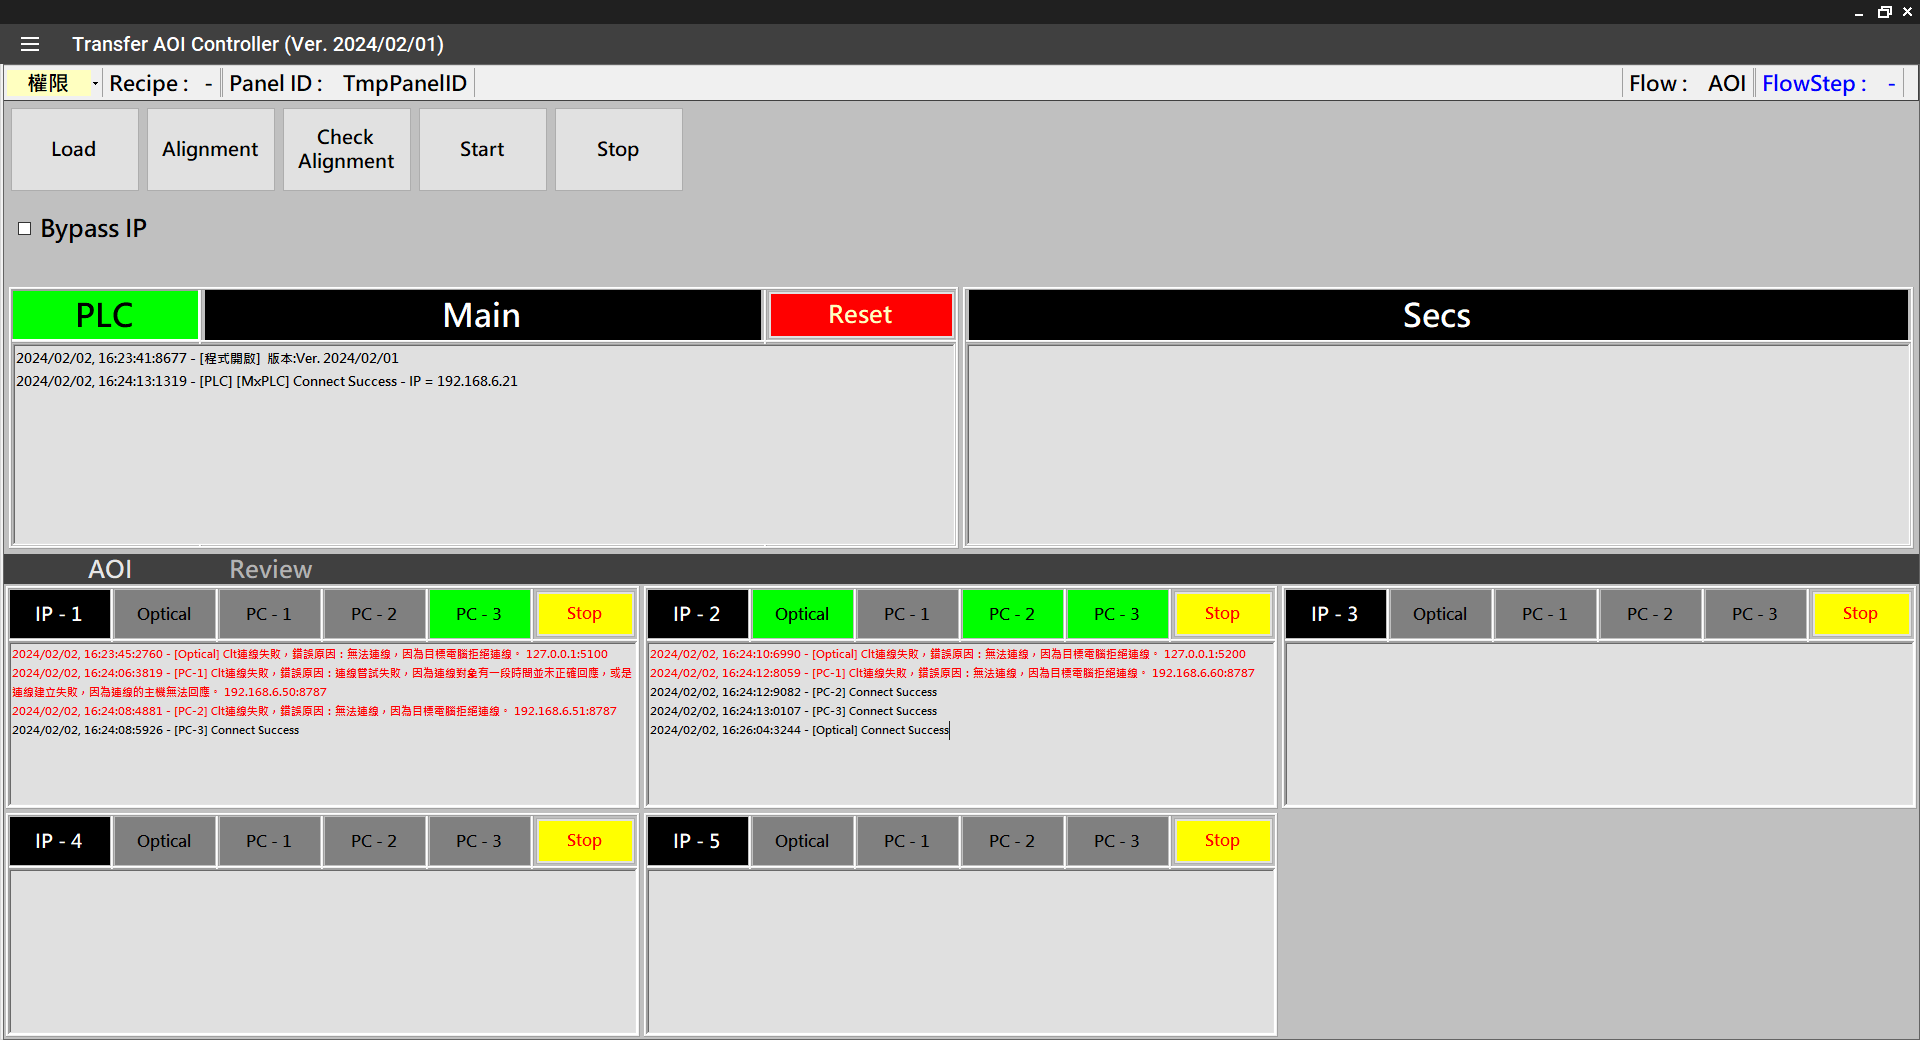 Transfer AOI Controller (Ver. 2024/02/01)
權限 Recipe : - Panel ID : TmpPanelID Flow : AOI FlowStep : -
Load Alignment Check Alignment Start Stop
Bypass IP
PLC Main Reset Secs
2024/02/02, 16:23:41:8677 - [程式開啟] 版本:Ver. 2024/02/01
2024/02/02, 16:24:13:1319 - [PLC] [MxPLC] Connect Success - IP = 192.168.6.21
AOI Review
IP - 1 Optical PC - 1 PC - 2 PC - 3 Stop
2024/02/02, 16:23:45:2760 - [Optical] Clt連線失敗，錯誤原因 : 無法連線，因為目標電腦拒絕連線。 127.0.0.1:5100
2024/02/02, 16:24:06:3819 - [PC-1] Clt連線失敗，錯誤原因 : 連線嘗試失敗，因為連線對象有一段時間並未正確回應，或是
連線建立失敗，因為連線的主機無法回應。 192.168.6.50:8787
2024/02/02, 16:24:08:4881 - [PC-2] Clt連線失敗，錯誤原因 : 無法連線，因為目標電腦拒絕連線。 192.168.6.51:8787
2024/02/02, 16:24:08:5926 - [PC-3] Connect Success
IP - 2 Optical PC - 1 PC - 2 PC - 3 Stop
2024/02/02, 16:24:10:6990 - [Optical] Clt連線失敗，錯誤原因 : 無法連線，因為目標電腦拒絕連線。 127.0.0.1:5200
2024/02/02, 16:24:12:8059 - [PC-1] Clt連線失敗，錯誤原因 : 無法連線，因為目標電腦拒絕連線。 192.168.6.60:8787
2024/02/02, 16:24:12:9082 - [PC-2] Connect Success
2024/02/02, 16:24:13:0107 - [PC-3] Connect Success
2024/02/02, 16:26:04:3244 - [Optical] Connect Success
IP - 3 Optical PC - 1 PC - 2 PC - 3 Stop
IP - 4 Optical PC - 1 PC - 2 PC - 3 Stop
IP - 5 Optical PC - 1 PC - 2 PC - 3 Stop